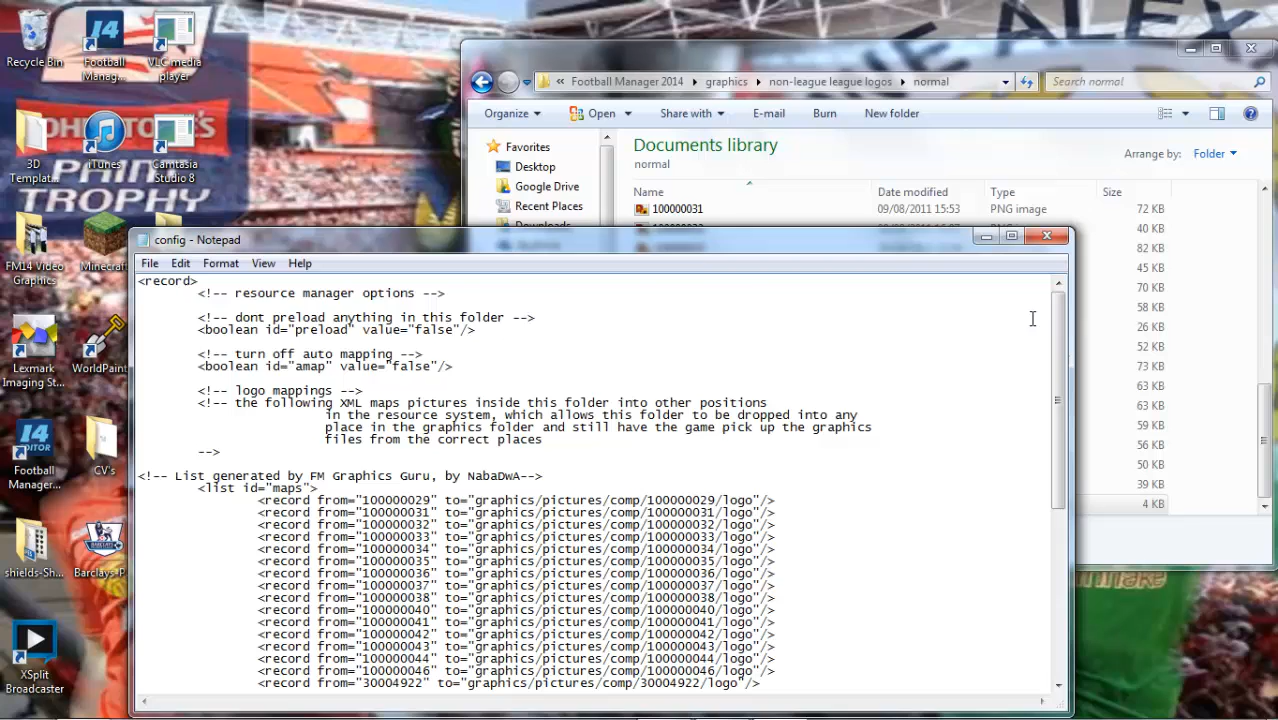 Recycle Bin
Football Manag...
VLC media player
3D Templat...
iTunes
Camtasia Studio 8
FM14 Video Graphics
Minecraft
Lexmark Imaging St...
WorldPaint
Football Manager...
CV's
shields-Sh...
Barclays-P
XSplit Broadcaster
PAIN
TROPHY
ALEX
« Football Manager 2014 ▸ graphics ▸ non-league league logos ▸ normal
Search normal
Organize Open Share with E-mail Burn New folder
Favorites
Desktop
Google Drive
Recent Places
Downloads
Documents library
normal
Arrange by: Folder
Name Date modified Type Size
100000031 09/08/2011 15:53 PNG image 72 KB
40 KB
82 KB
45 KB
70 KB
58 KB
26 KB
52 KB
73 KB
63 KB
63 KB
59 KB
56 KB
50 KB
39 KB
4 KB
config - Notepad
File Edit Format View Help
<record>
<!-- resource manager options -->
<!-- dont preload anything in this folder -->
<boolean id="preload" value="false"/>
<!-- turn off auto mapping -->
<boolean id="amap" value="false"/>
<!-- logo mappings -->
<!-- the following XML maps pictures inside this folder into other positions
in the resource system, which allows this folder to be dropped into any
place in the graphics folder and still have the game pick up the graphics
files from the correct places
-->
<!-- List generated by FM Graphics Guru, by NabaDwA-->
<list id="maps">
<record from="100000029" to="graphics/pictures/comp/100000029/logo"/>
<record from="100000031" to="graphics/pictures/comp/100000031/logo"/>
<record from="100000032" to="graphics/pictures/comp/100000032/logo"/>
<record from="100000033" to="graphics/pictures/comp/100000033/logo"/>
<record from="100000034" to="graphics/pictures/comp/100000034/logo"/>
<record from="100000035" to="graphics/pictures/comp/100000035/logo"/>
<record from="100000036" to="graphics/pictures/comp/100000036/logo"/>
<record from="100000037" to="graphics/pictures/comp/100000037/logo"/>
<record from="100000038" to="graphics/pictures/comp/100000038/logo"/>
<record from="100000040" to="graphics/pictures/comp/100000040/logo"/>
<record from="100000041" to="graphics/pictures/comp/100000041/logo"/>
<record from="100000042" to="graphics/pictures/comp/100000042/logo"/>
<record from="100000043" to="graphics/pictures/comp/100000043/logo"/>
<record from="100000044" to="graphics/pictures/comp/100000044/logo"/>
<record from="100000046" to="graphics/pictures/comp/100000046/logo"/>
<record from="30004922" to="graphics/pictures/comp/30004922/logo"/>